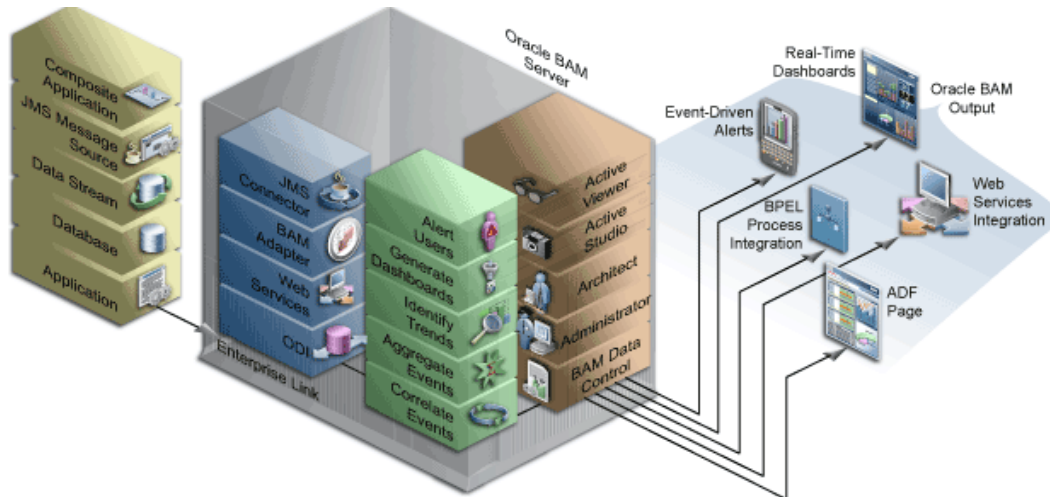 Composite
Application
JMS Message
Source
Data Stream
Database
Application
Oracle BAM
Server
Enterprise Link
JMS
Connector
BAM
Adapter
Web
Services
ODI
Alert
Users
Generate
Dashboards
Identify
Trends
Aggregate
Events
Correlate
Events
Active
Viewer
Active
Studio
Architect
Administrator
BAM Data
Control
Real-Time
Dashboards
Oracle BAM
Output
Event-Driven
Alerts
BPEL
Process
Integration
Web
Services
Integration
ADF
Page